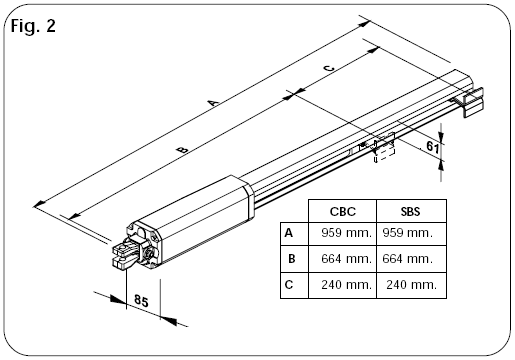 Fig. 2
A
C
B
61
85
CBC SBS
A 959 mm. 959 mm.
B 664 mm. 664 mm.
C 240 mm. 240 mm.